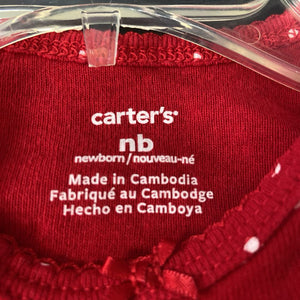 carter's
nb
newborn/nouveau-né
Made in Cambodia
Fabriqué au Cambodge
Hecho en Camboya